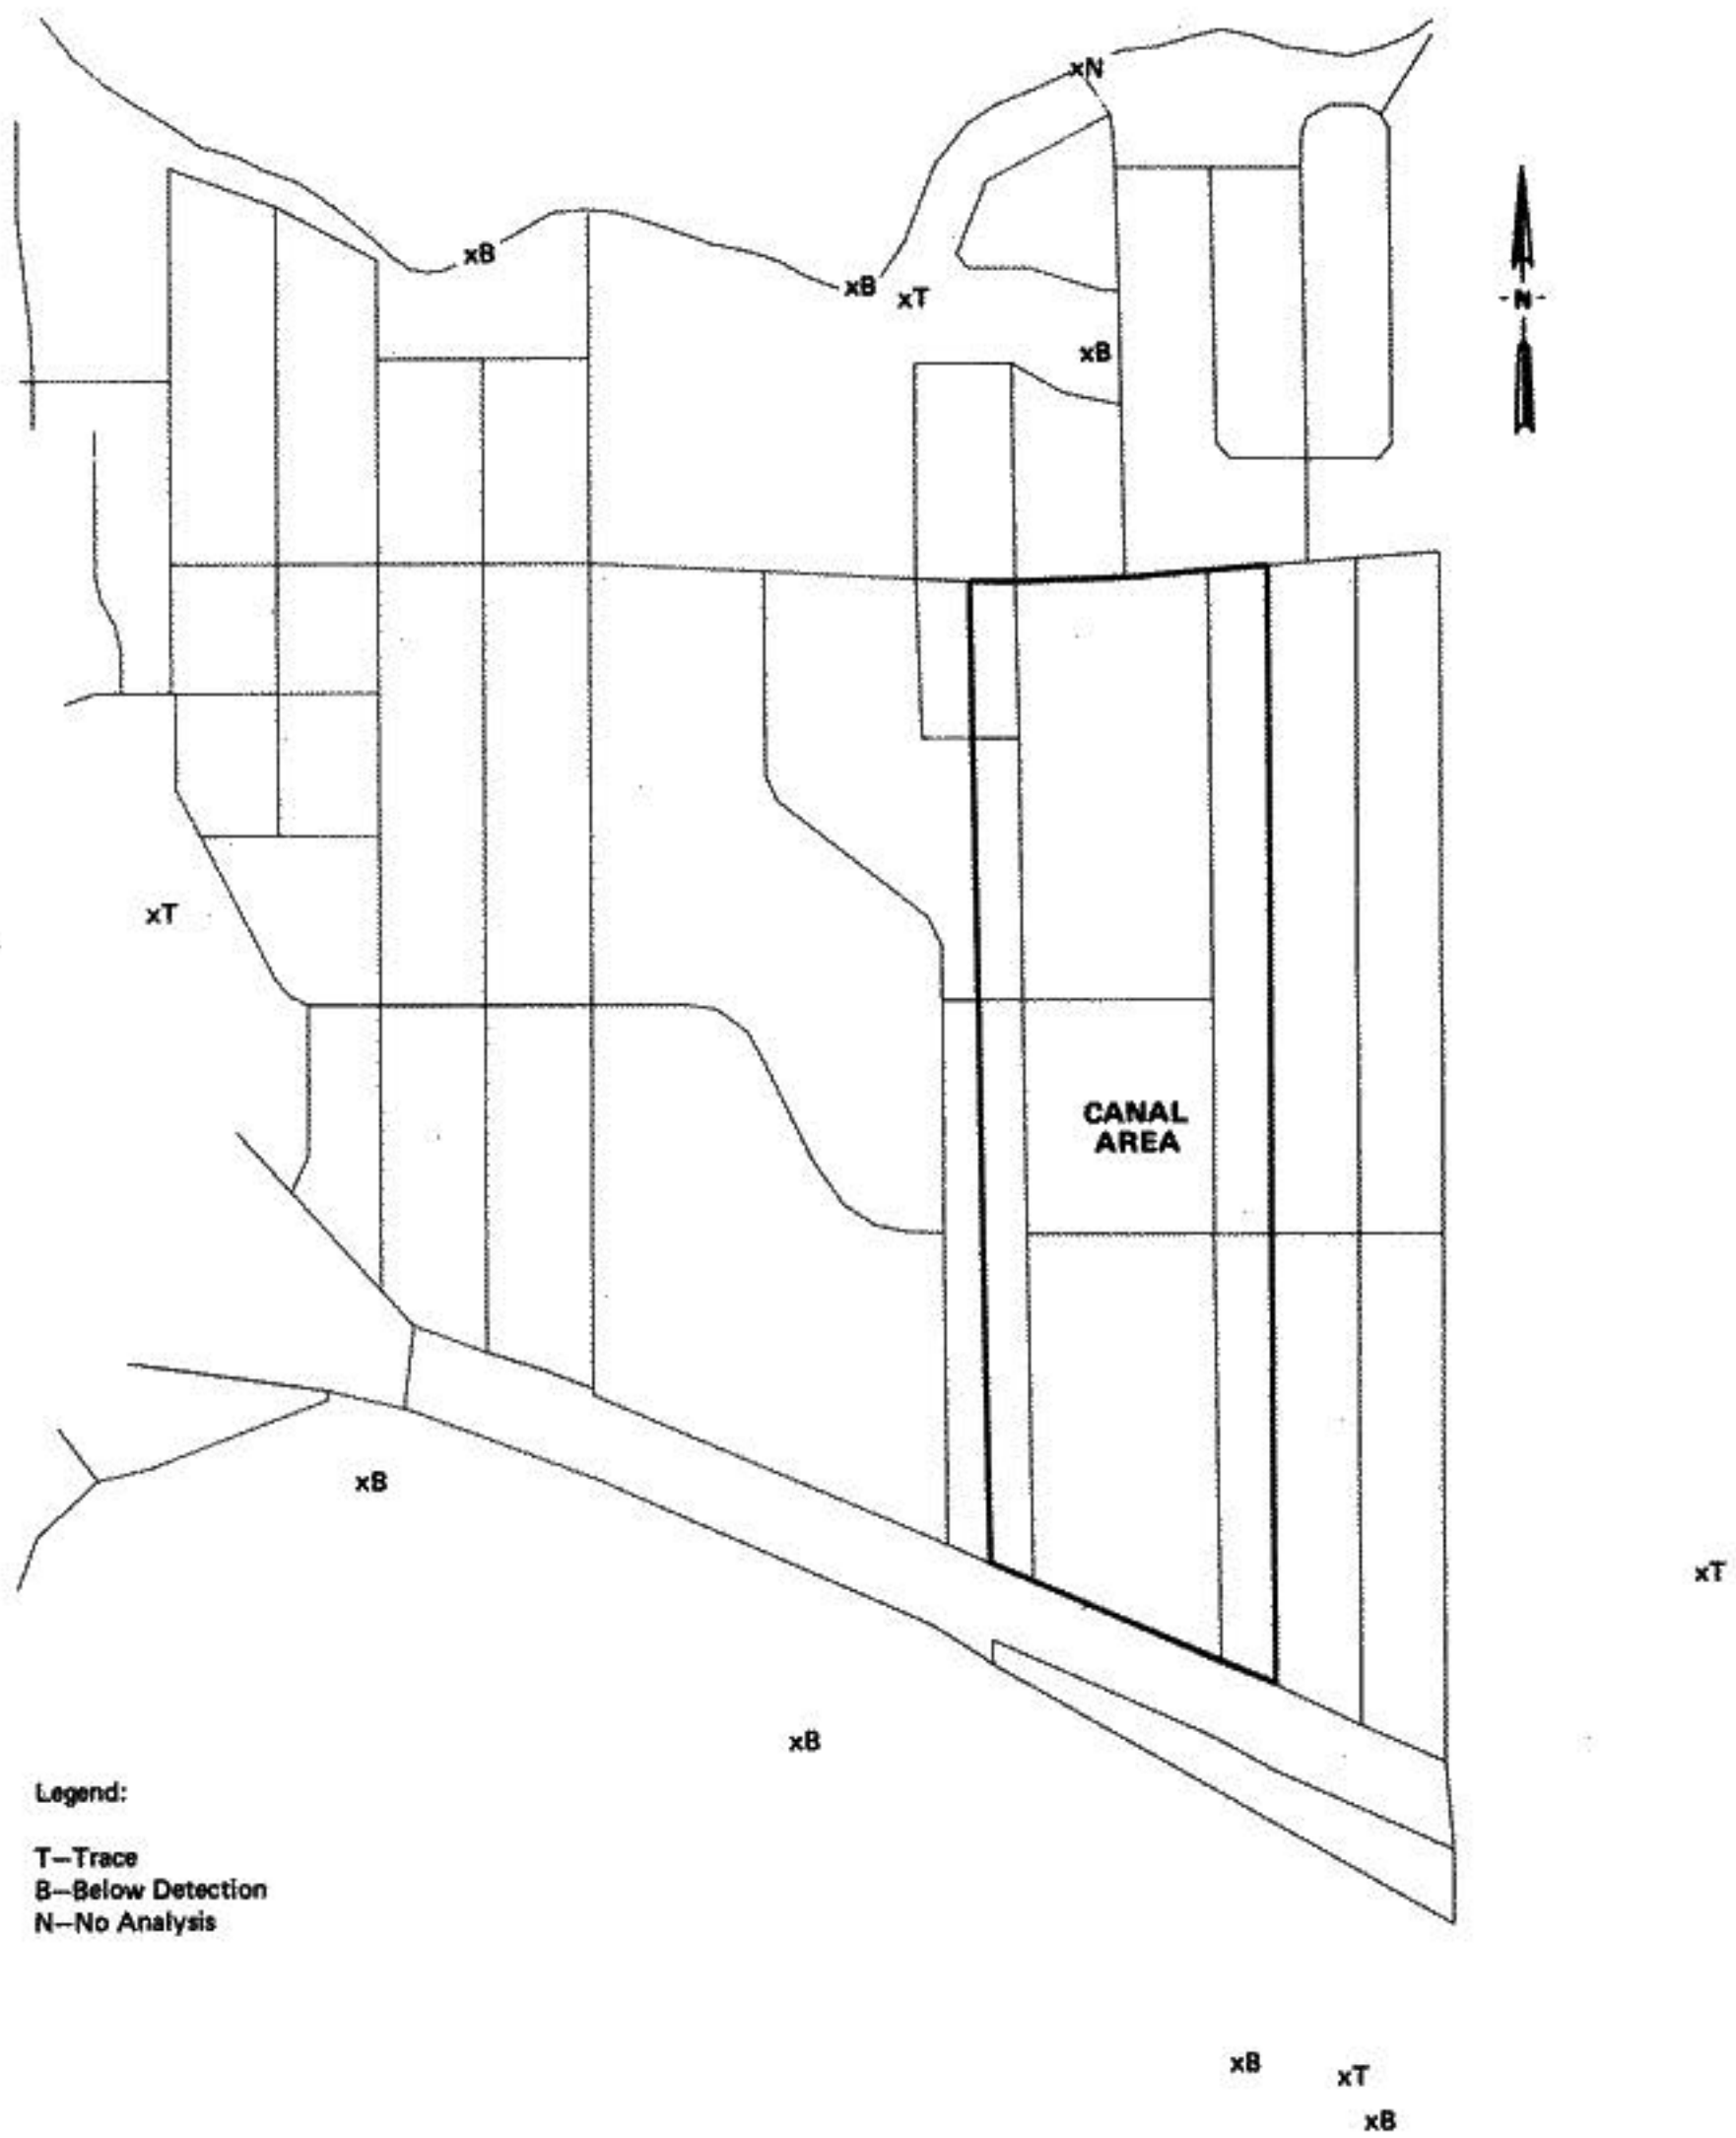 xN
xB
xB
xT
-N-
xB
xT
CANAL
AREA
xB
xT
xB
Legend:
T—Trace
B—Below Detection
N—No Analysis
xB
xT
xB